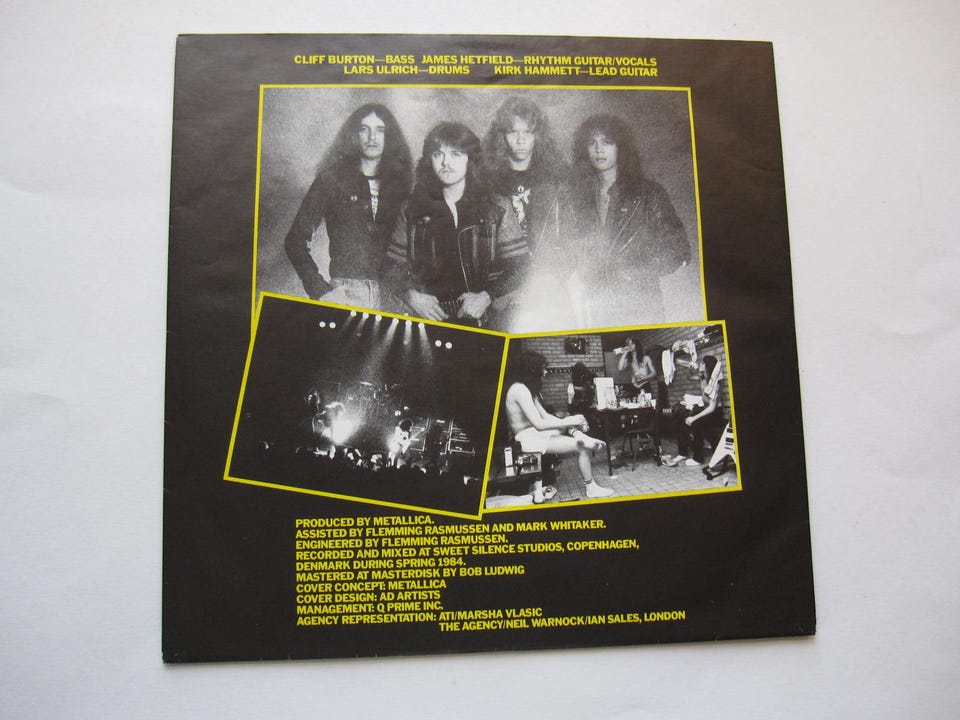 CLIFF BURTON—BASS JAMES HETFIELD—RHYTHM GUITAR/VOCALS
LARS ULRICH—DRUMS KIRK HAMMETT—LEAD GUITAR
PRODUCED BY METALLICA.
ASSISTED BY FLEMMING RASMUSSEN AND MARK WHITAKER.
ENGINEERED BY FLEMMING RASMUSSEN.
RECORDED AND MIXED AT SWEET SILENCE STUDIOS, COPENHAGEN,
DENMARK DURING SPRING 1984.
MASTERED AT MASTERDISK BY BOB LUDWIG
COVER CONCEPT: METALLICA
COVER DESIGN: AD ARTISTS
MANAGEMENT: Q PRIME INC.
AGENCY REPRESENTATION: ATI/MARSHA VLASIC
THE AGENCY/NEIL WARNOCK/IAN SALES, LONDON